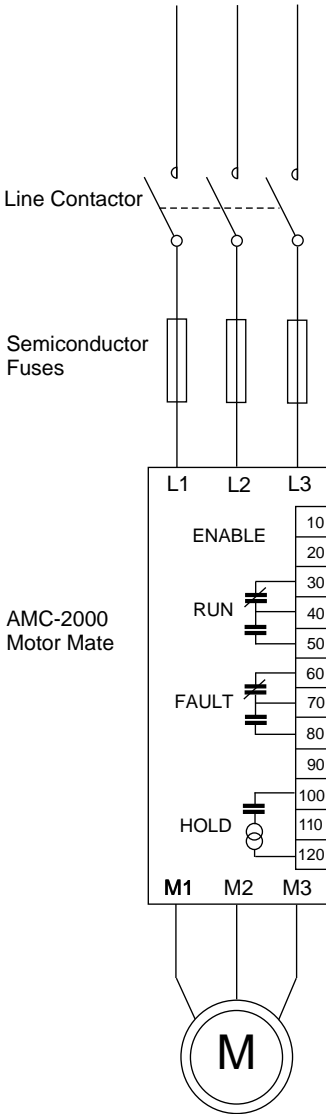 Line Contactor
Semiconductor
Fuses
L1 L2 L3
ENABLE
10
20
30
RUN
40
50
AMC-2000
Motor Mate
60
FAULT
70
80
90
100
HOLD
110
120
M1 M2 M3
M